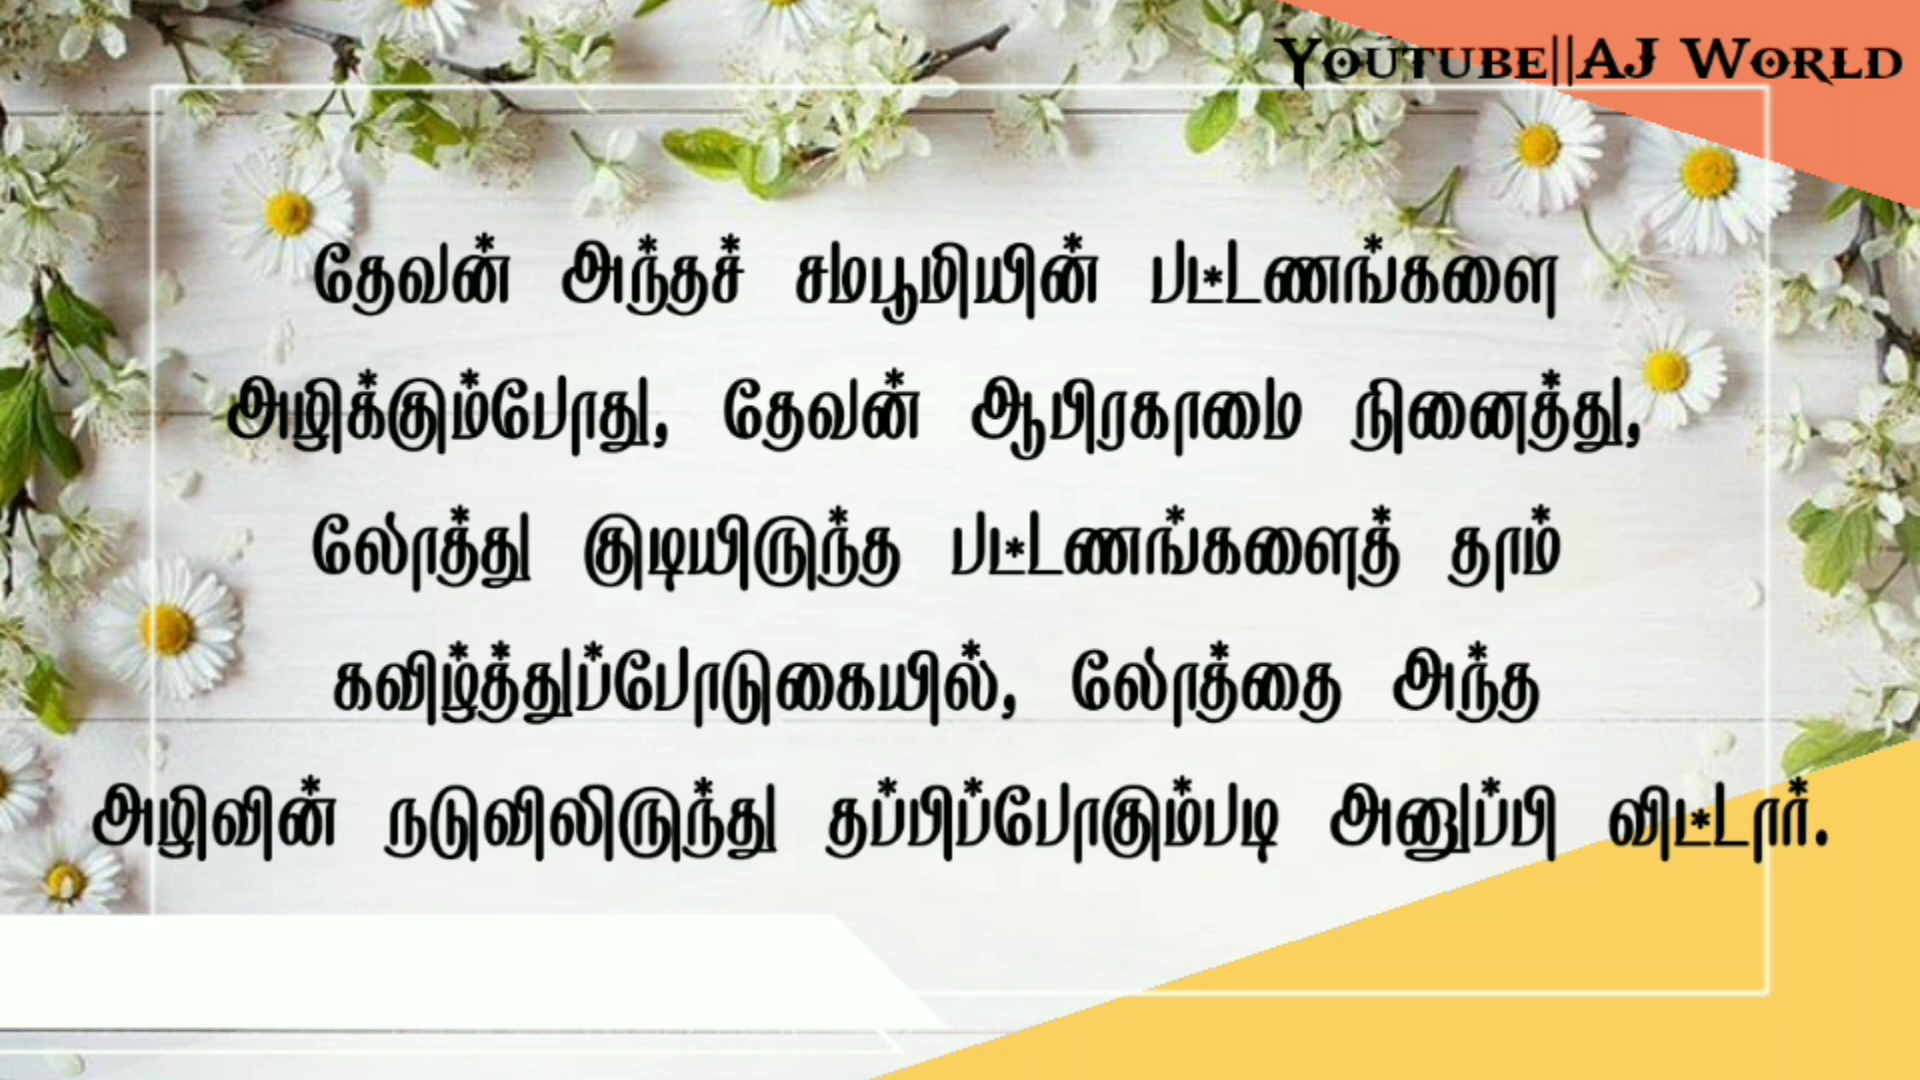 YOUTUBE||AJ WORLD
தேவன் அந்தச் சமபூமியின் பட்டணங்களை
அழிக்கும்போது, தேவன் ஆபிரகாமை நினைத்து,
லோத்து குடியிருந்த பட்டணங்களைத் தாம்
கவிழ்த்துப்போடுகையில், லோத்தை அந்த
அழிவின் நடுவிலிருந்து தப்பிப்போகும்படி அனுப்பி விட்டார்.